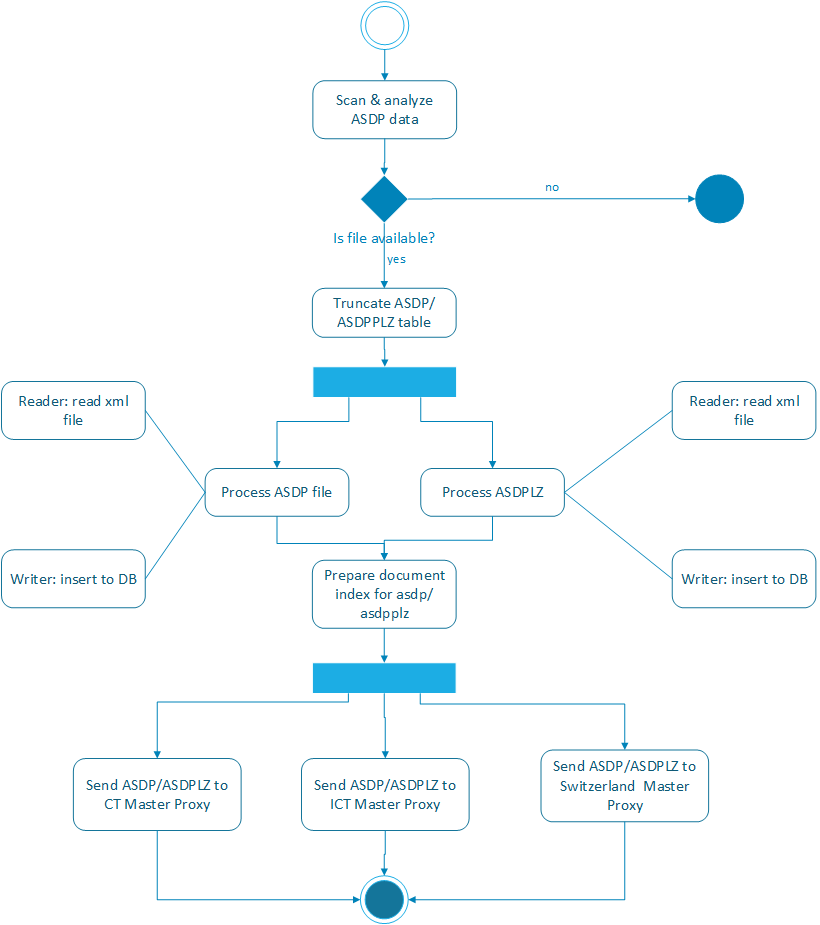 Scan & analyze
ASDP data
no
Is file available?
yes
Truncate ASDP/
ASDPPLZ table
Reader: read xml
file
Reader: read xml
file
Process ASDP file
Process ASDPLZ
Writer: insert to DB
Writer: insert to DB
Prepare document
index for asdp/
asdpplz
Send ASDP/ASDPLZ to
CT Master Proxy
Send ASDP/ASDPLZ to
ICT Master Proxy
Send ASDP/ASDPLZ to
Switzerland Master
Proxy